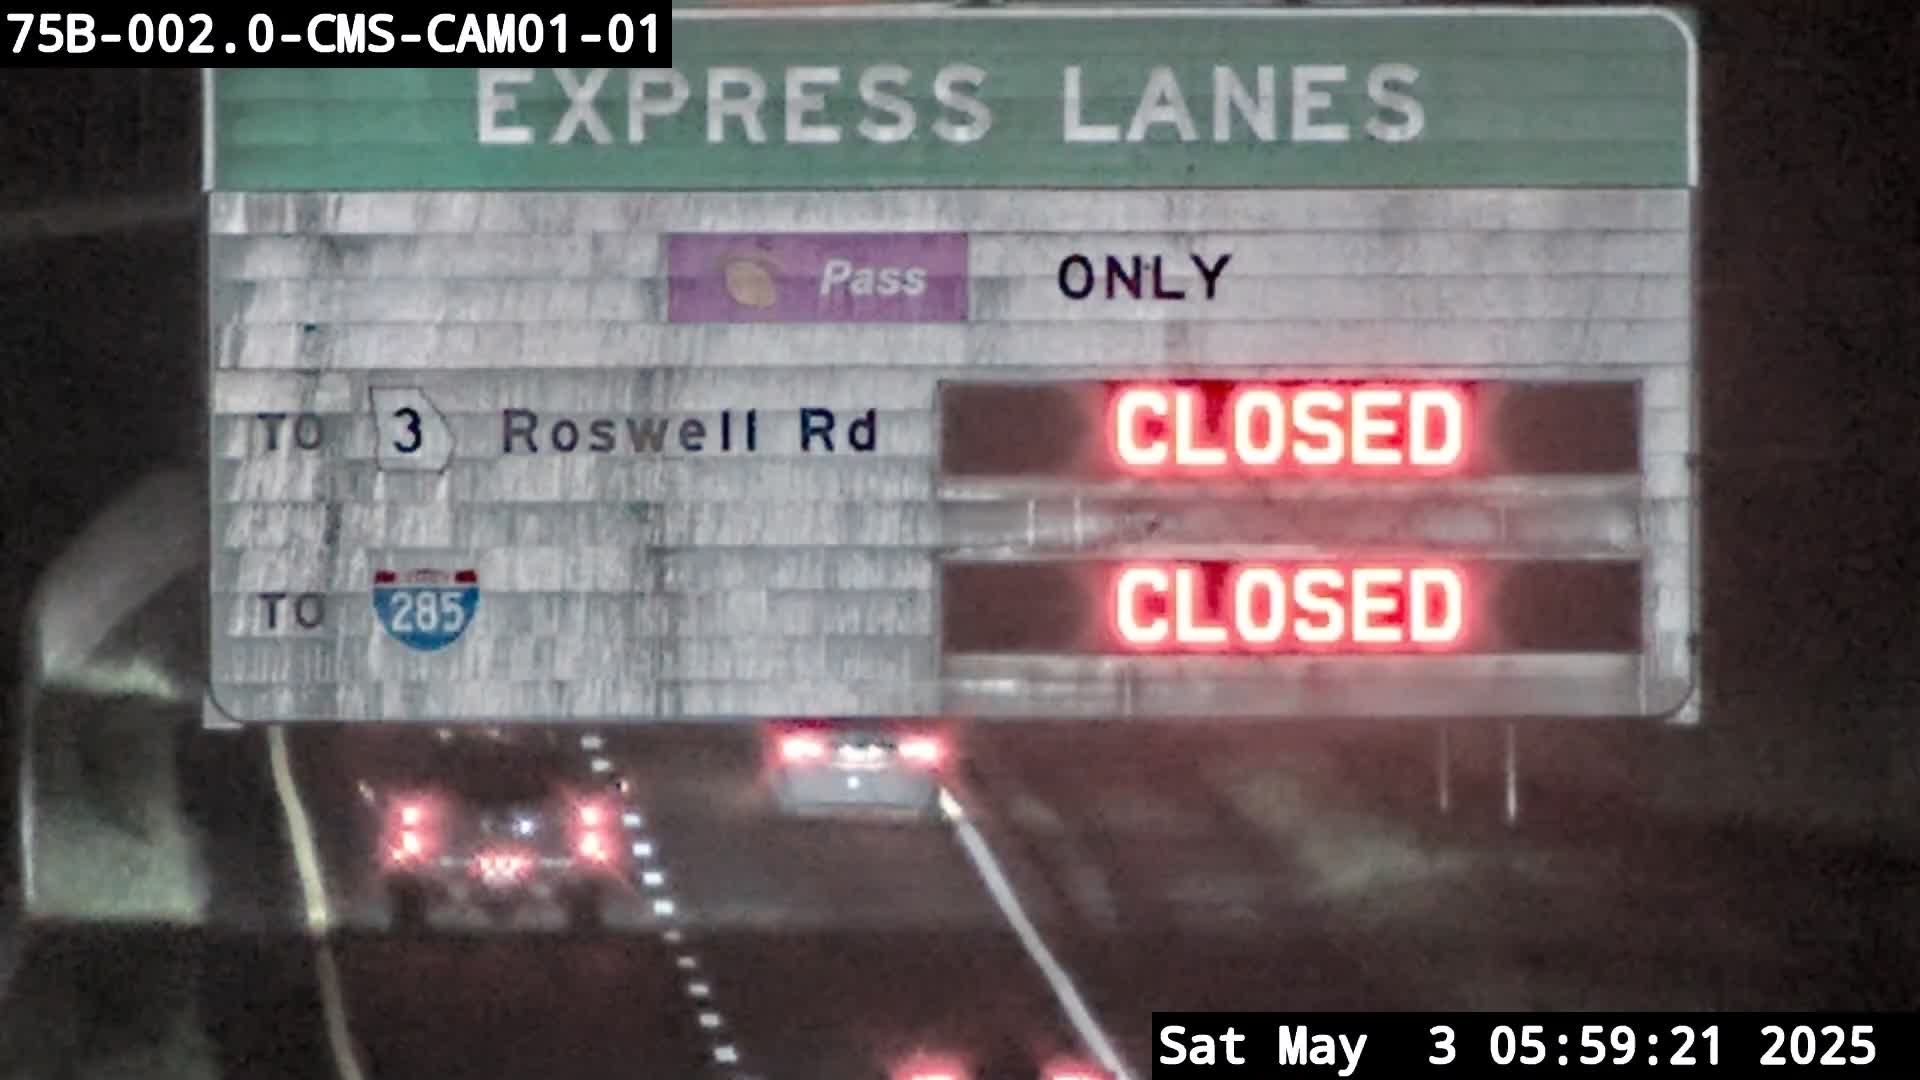 75B-002.0-CMS-CAM01-01
EXPRESS LANES
Pass ONLY
TO 3 Roswell Rd CLOSED
TO 285 CLOSED
Sat May 3 05:59:21 2025